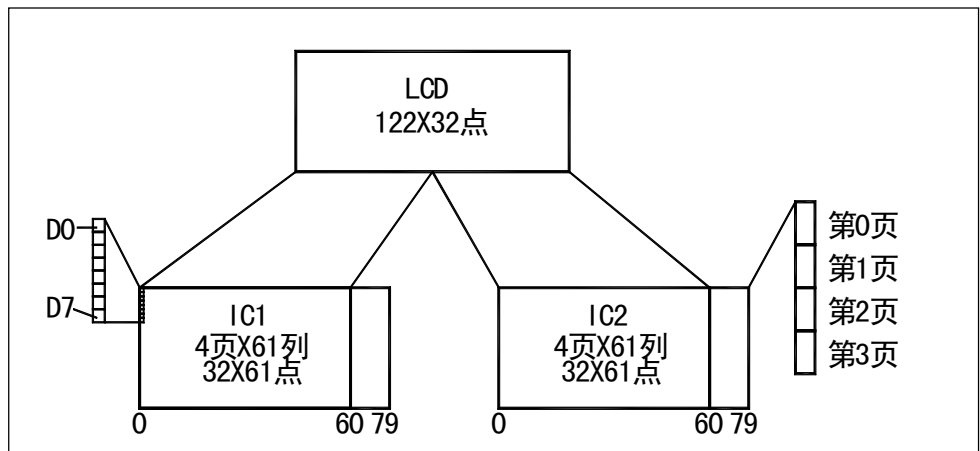 LCD
122X32点
D0
D7
IC1
4页X61列
32X61点
0
60
79
IC2
4页X61列
32X61点
0
60
79
第0页
第1页
第2页
第3页